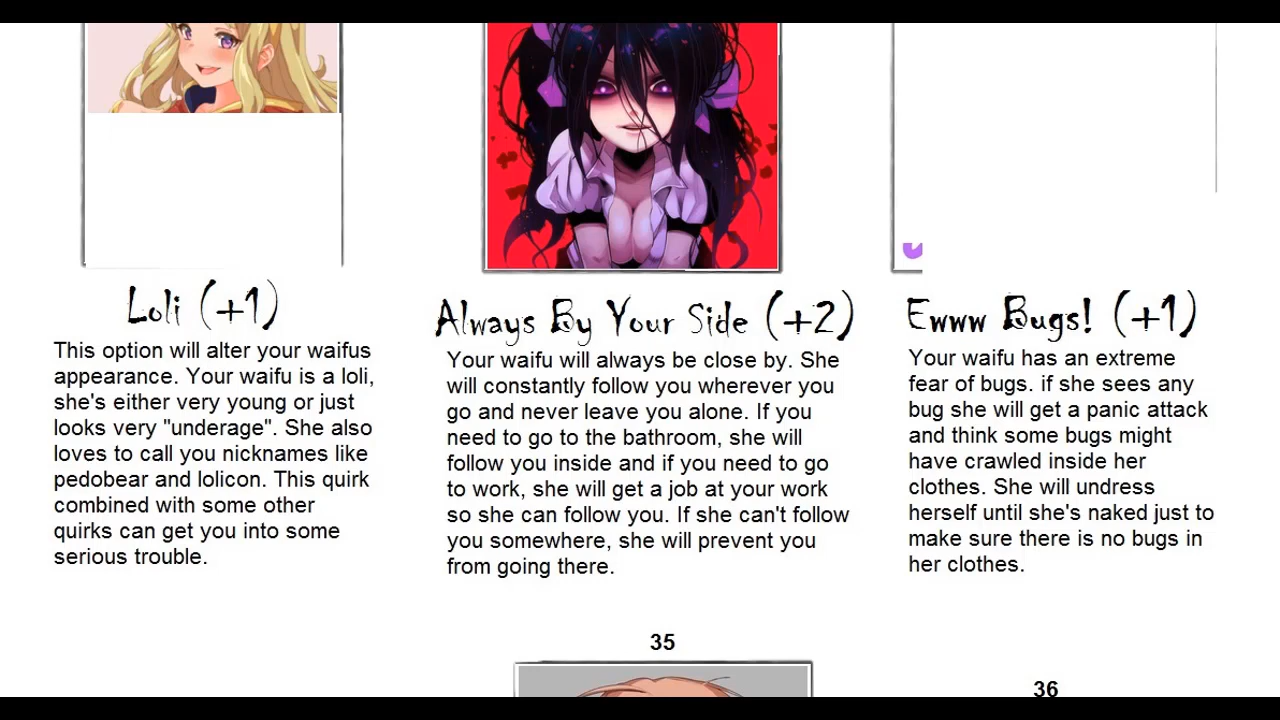 Loli (+1)
This option will alter your waifus
appearance. Your waifu is a loli,
she's either very young or just
looks very "underage". She also
loves to call you nicknames like
pedobear and lolicon. This quirk
combined with some other
quirks can get you into some
serious trouble.
Always By Your Side (+2)
Your waifu will always be close by. She
will constantly follow you wherever you
go and never leave you alone. If you
need to go to the bathroom, she will
follow you inside and if you need to go
to work, she will get a job at your work
so she can follow you. If she can't follow
you somewhere, she will prevent you
from going there.
Ewww Bugs! (+1)
Your waifu has an extreme
fear of bugs. if she sees any
bug she will get a panic attack
and think some bugs might
have crawled inside her
clothes. She will undress
herself until she's naked just to
make sure there is no bugs in
her clothes.
35
36